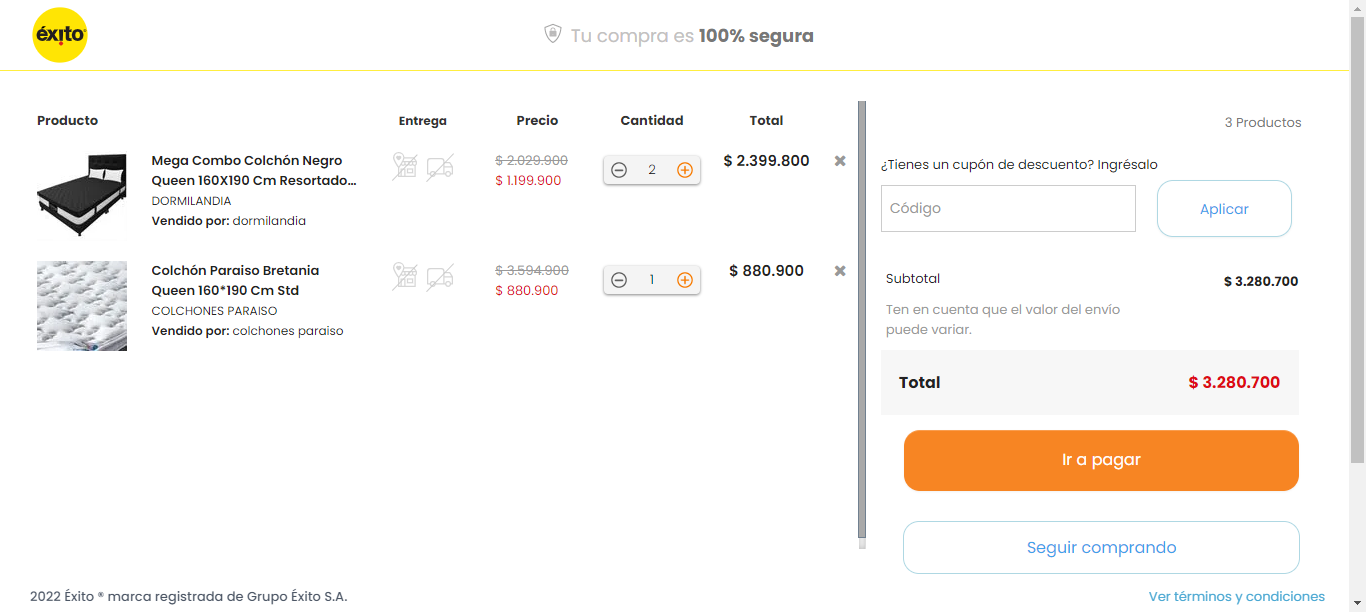 éxito
Tu compra es 100% segura
Producto
Entrega
Precio
Cantidad
Total
Mega Combo Colchón Negro
Queen 160X190 Cm Resortado...
DORMILANDIA
Vendido por: dormilandia
$ 2.029.900
$ 1.199.900
2
$ 2.399.800
Colchón Paraiso Bretania
Queen 160*190 Cm Std
COLCHONES PARAISO
Vendido por: colchones paraiso
$ 3.594.900
$ 880.900
1
$ 880.900
3 Productos
¿Tienes un cupón de descuento? Ingrésalo
Código
Aplicar
Subtotal
$ 3.280.700
Ten en cuenta que el valor del envío
puede variar.
Total
$ 3.280.700
Ir a pagar
Seguir comprando
2022 Éxito ® marca registrada de Grupo Éxito S.A.
Ver términos y condiciones